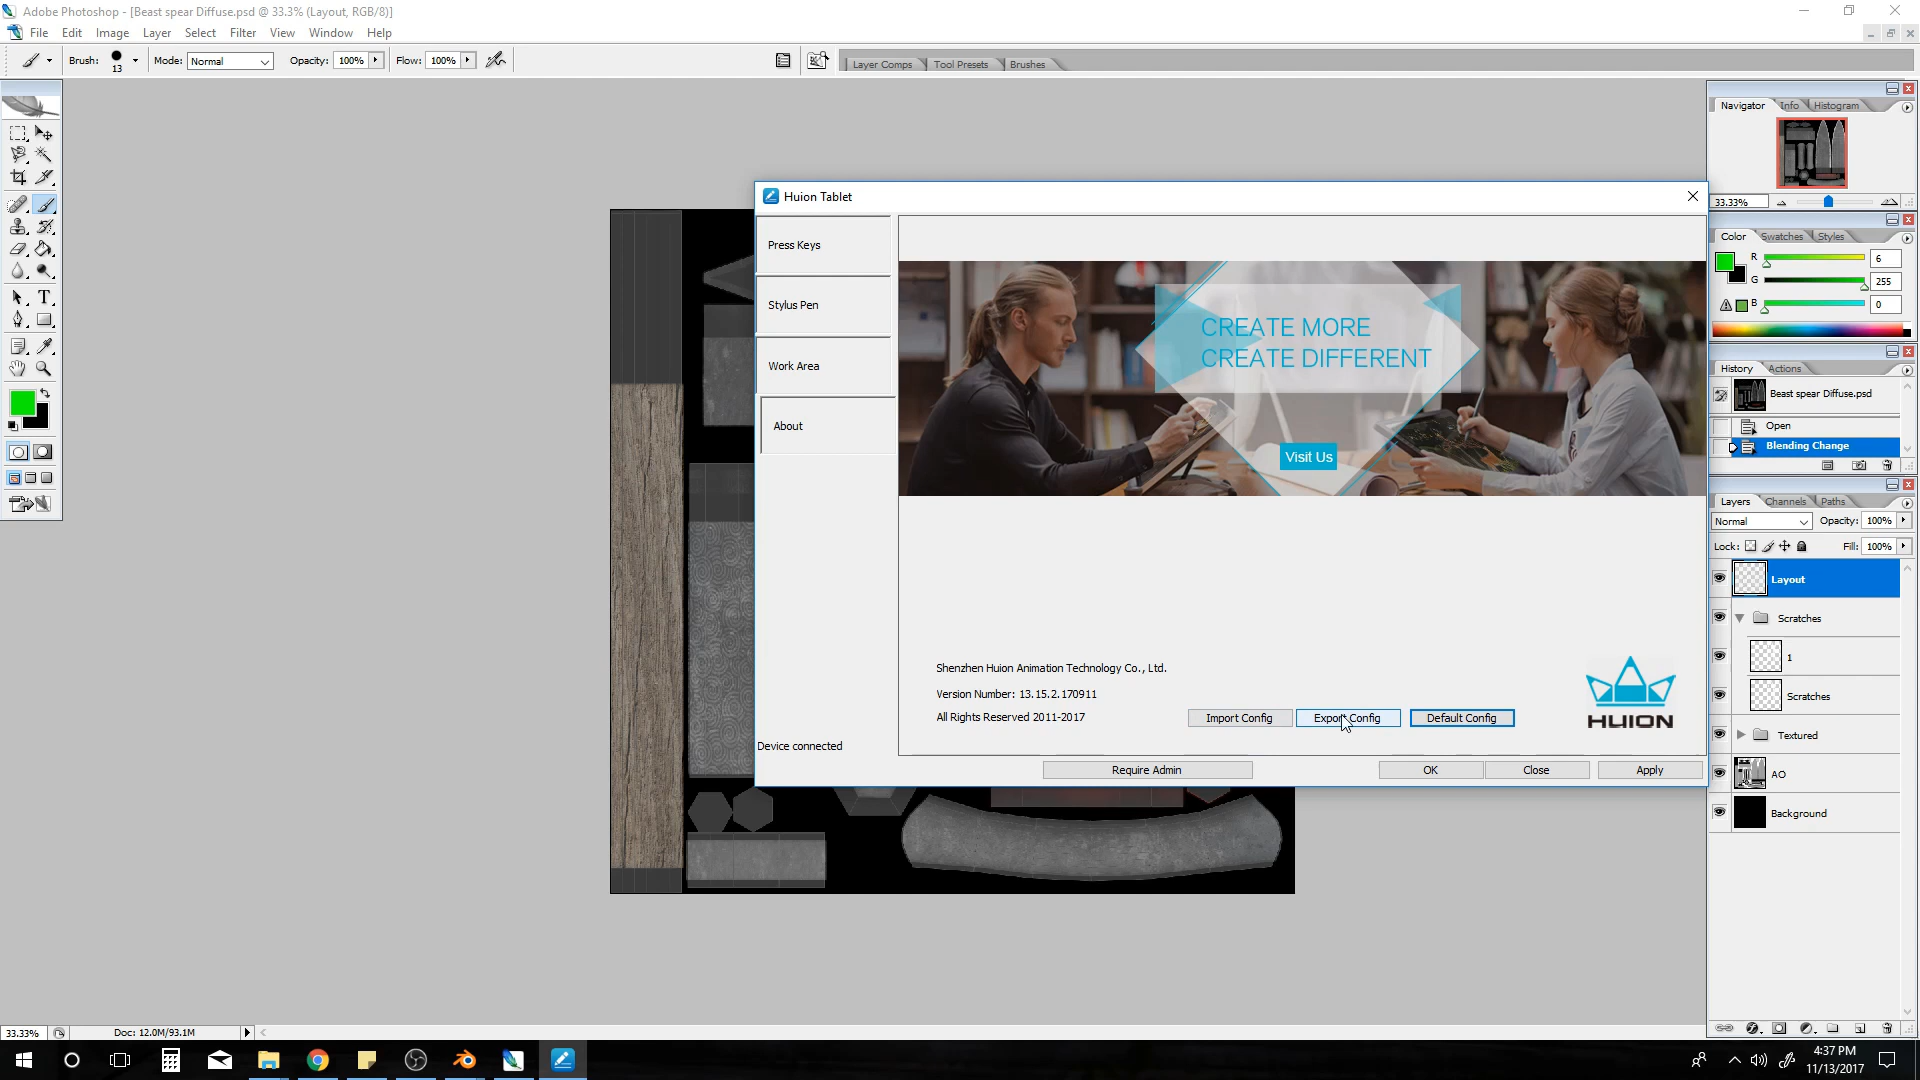 Adobe Photoshop - [Beast spear Diffuse.psd @ 33.3% (Layout, RGB/8)]
File Edit Image Layer Select Filter View Window Help
Brush: 13 Mode: Normal Opacity: 100% Flow: 100% Layer Comps Tool Presets Brushes
Navigator Info Histogram
33.33%
Color Swatches Styles
R 6
G 255
B 0
History Actions
Beast spear Diffuse.psd
Open
Blending Change
Layers Channels Paths
Normal Opacity: 100%
Lock: Fill: 100%
Layout
Scratches
1
Scratches
Textured
AO
Background
Huion Tablet
Press Keys
Stylus Pen
Work Area
About
CREATE MORE
CREATE DIFFERENT
Visit Us
Shenzhen Huion Animation Technology Co., Ltd.
Version Number: 13.15.2.170911
All Rights Reserved 2011-2017
Import Config Export Config Default Config
HUION
Device connected
Require Admin OK Close Apply
33.33% Doc: 12.0M/93.1M
4:37 PM
11/13/2017